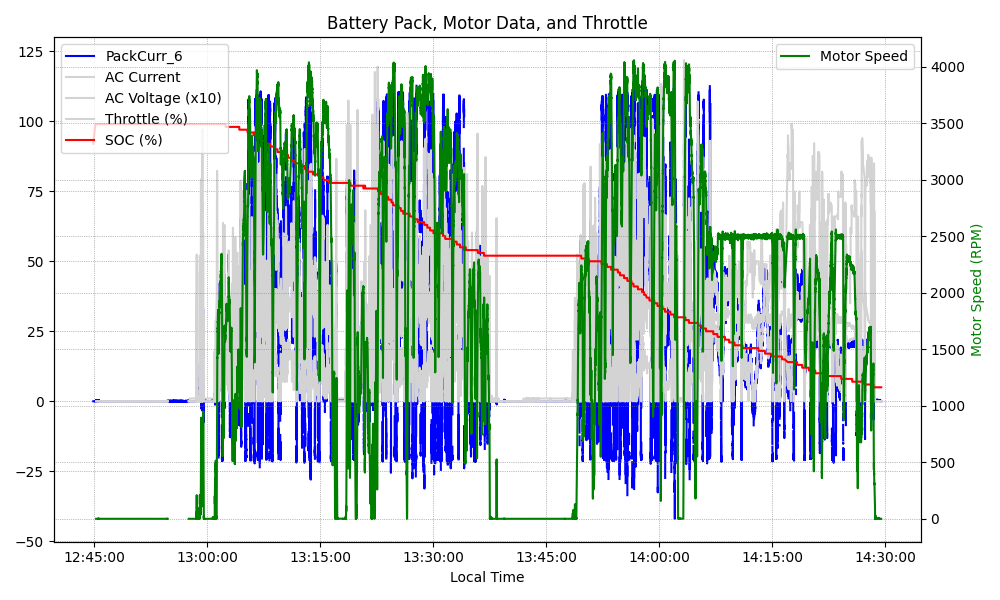 Battery Pack, Motor Data, and Throttle
PackCurr_6
AC Current
AC Voltage (x10)
Throttle (%)
SOC (%)
Motor Speed
125
100
75
50
25
0
−25
−50
4000
3500
3000
2500
2000
1500
1000
500
0
Motor Speed (RPM)
12:45:00 13:00:00 13:15:00 13:30:00 13:45:00 14:00:00 14:15:00 14:30:00
Local Time